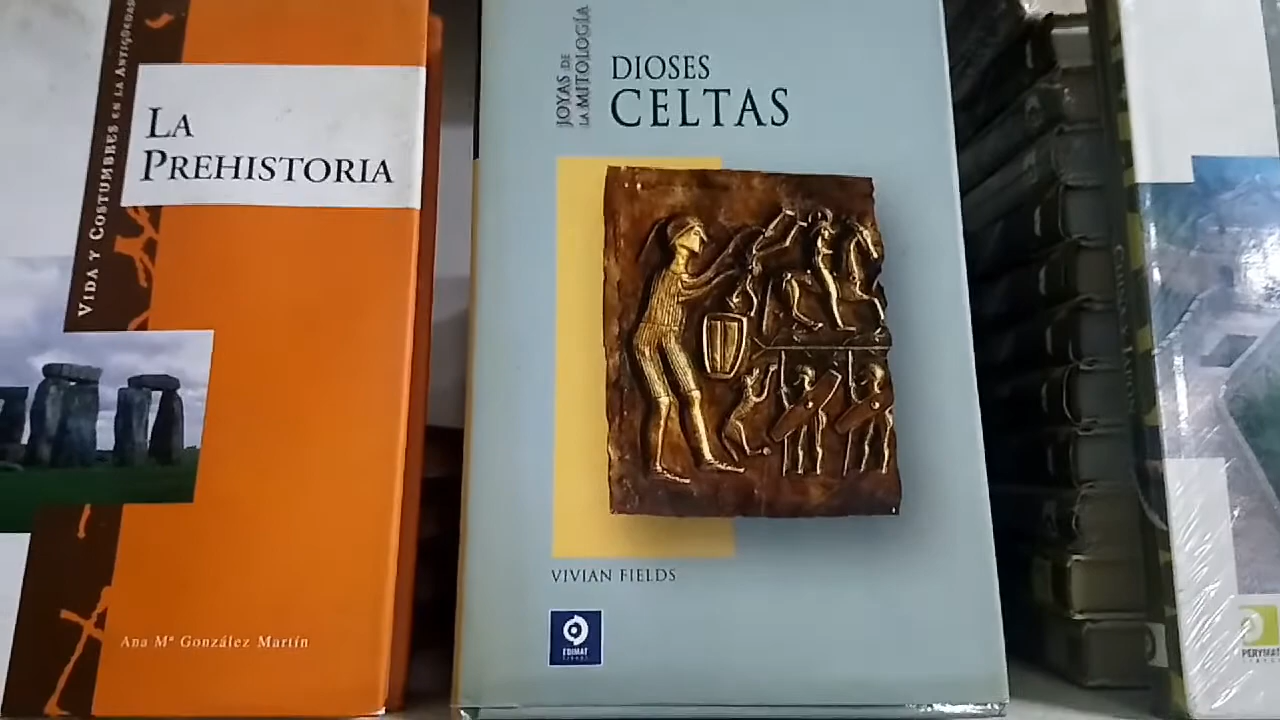 VIDA Y COSTUMBRES EN LA ANTIGÜEDAD
LA
PREHISTORIA
Ana Mª González Martín
JOYAS DE
LA MITOLOGÍA
DIOSES
CELTAS
VIVIAN FIELDS
EDIMAT
LIBROS